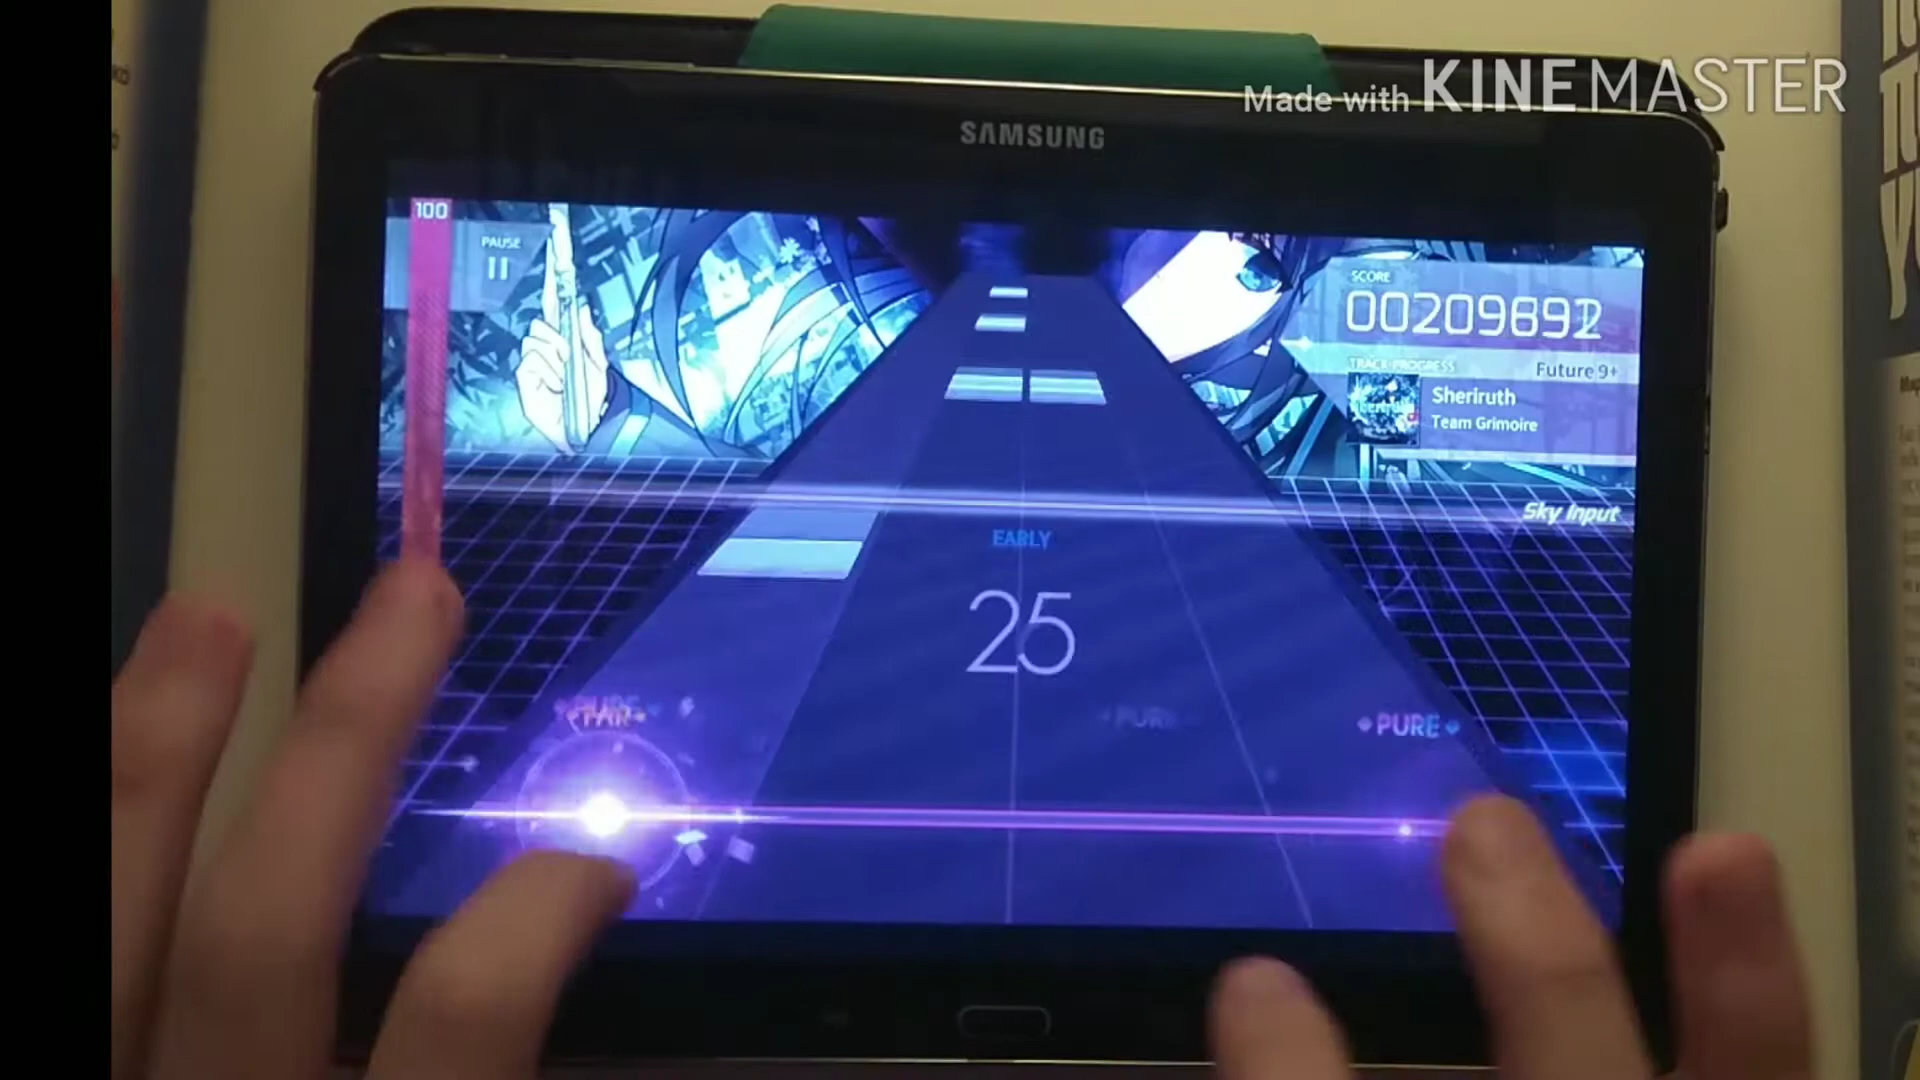 Made with KINEMASTER
SAMSUNG
100
PAUSE
SCORE
TRACK PROGRESS
Future 9+
Sheriruth
Team Grimoire
Sky Input
EARLY
25
PURE
PURE